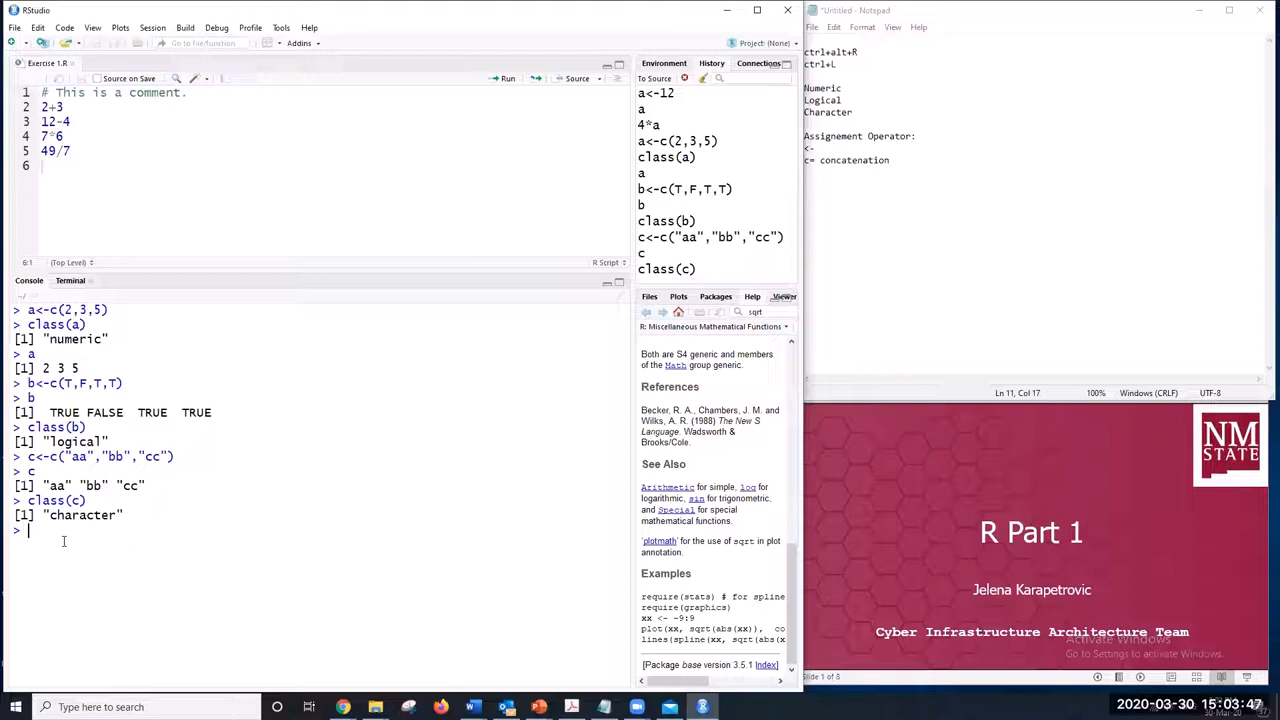 RStudio
File Edit Code View Plots Session Build Debug Profile Tools Help
Go to file/function Addins Project: (None)
Exercise 1.R
Source on Save Run Source
1 # This is a comment.
2 2+3
3 12-4
4 7*6
5 49/7
6
6:1 (Top Level) R Script
Console Terminal
~/
> a<-c(2,3,5)
> class(a)
[1] "numeric"
> a
[1] 2 3 5
> b<-c(T,F,T,T)
> b
[1] TRUE FALSE TRUE TRUE
class(b)
[1] "logical"
> c<-c("aa","bb","cc")
> c
[1] "aa" "bb" "cc"
> class(c)
[1] "character"
>
Environment History Connections
To Source
a<-12
a
4*a
a<-c(2,3,5)
class(a)
a
b<-c(T,F,T,T)
b
class(b)
c<-c("aa","bb","cc")
c
class(c)
Files Plots Packages Help Viewer
sqrt
R: Miscellaneous Mathematical Functions
Both are S4 generic and members
of the Math group generic.
References
Becker, R. A., Chambers, J. M. and
Wilks, A. R. (1988) The New S
Language. Wadsworth &
Brooks/Cole.
See Also
Arithmetic for simple, log for
logarithmic, sin for trigonometric,
and Special for special
mathematical functions.
'plotmath' for the use of sqrt in plot
annotation.
Examples
require(stats) # for spline
require(graphics)
xx <- -9:9
plot(xx, sqrt(abs(xx)), co
lines(spline(xx, sqrt(abs(x
[Package base version 3.5.1 Index]
*Untitled - Notepad
File Edit Format View Help
ctrl+alt+R
ctrl+L
Numeric
Logical
Character
Assignement Operator:
<-
c= concatenation
Ln 11, Col 17 100% Windows (CRLF) UTF-8
NM
STATE
R Part 1
Jelena Karapetrovic
Cyber Infrastructure Architecture Team
Activate Windows
Go to Settings to activate Windows.
Slide 1 of 8
Type here to search
2020-03-30 15:03:47